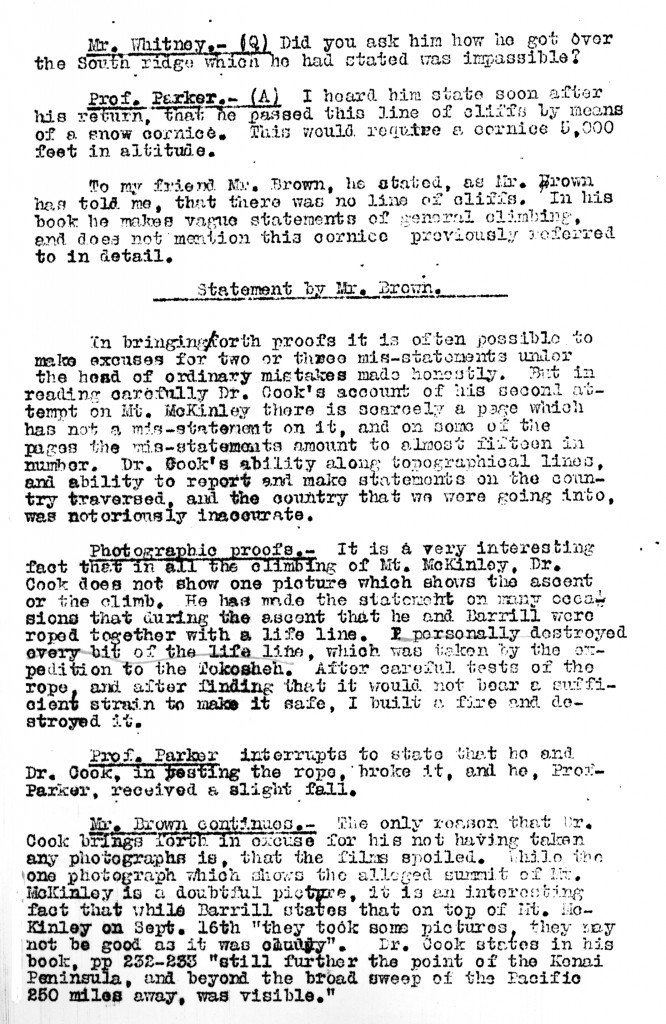 Mr. Whitney.- (Q) Did you ask him how he got over
the South ridge which he had stated was impassible?
Prof. Parker.- (A) I heard him state soon after
his return, that he passed this line of cliffs by means
of a snow cornice. This would require a cornice 5,000
feet in altitude.
To my friend Mr. Brown, he stated, as Mr. Brown
has told me, that there was no line of cliffs. In his
book he makes vague statements of general climbing,
and does not mention this cornice previously referred
to in detail.
Statement by Mr. Brown.
In bringing forth proofs it is often possible to
make excuses for two or three mis-statements under
the head of ordinary mistakes made honestly. But in
reading carefully Dr. Cook's account of his second at-
tempt on Mt. McKinley there is scarcely a page which
has not a mis-statement on it, and on some of the
pages the mis-statements amount to almost fifteen in
number. Dr. Cook's ability along topographical lines,
and ability to report and make statements on the coun-
try traversed, and the country that we were going into,
was notoriously inaccurate.
Photographic proofs.- It is a very interesting
fact that in all the climbing of Mt. McKinley, Dr.
Cook does not show one picture which shows the ascent
or the climb. He has made the statement on many occa-
sions that during the ascent that he and Barrill were
roped together with a life line. I personally destroyed
every bit of the life line, which was taken by the ex-
pedition to the Tokosheh. After careful tests of the
rope, and after finding that it would not bear a suffi-
cient strain to make it safe, I built a fire and de-
stroyed it.
Prof. Parker interrupts to state that he and
Dr. Cook, in testing the rope, broke it, and he, Prof-
Parker, received a slight fall.
Mr. Brown continues.- The only reason that Dr.
Cook brings forth in excuse for his not having taken
any photographs is, that the films spoiled. While the
one photograph which shows the alleged summit of Mt.
McKinley is a doubtful picture, it is an interesting
fact that while Barrill states that on top of Mt. Mc-
Kinley on Sept. 16th "they took some pictures, they may
not be good as it was cloudy". Dr. Cook states in his
book, pp 232-233 "still further the point of the Kenai
Peninsula, and beyond the broad sweep of the Pacific
250 miles away, was visible."